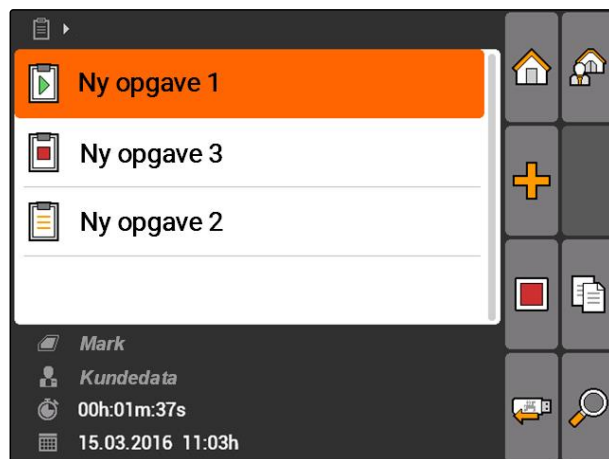 Ny opgave 1
Ny opgave 3
Ny opgave 2
Mark
Kundedata
00h:01m:37s
15.03.2016 11:03h